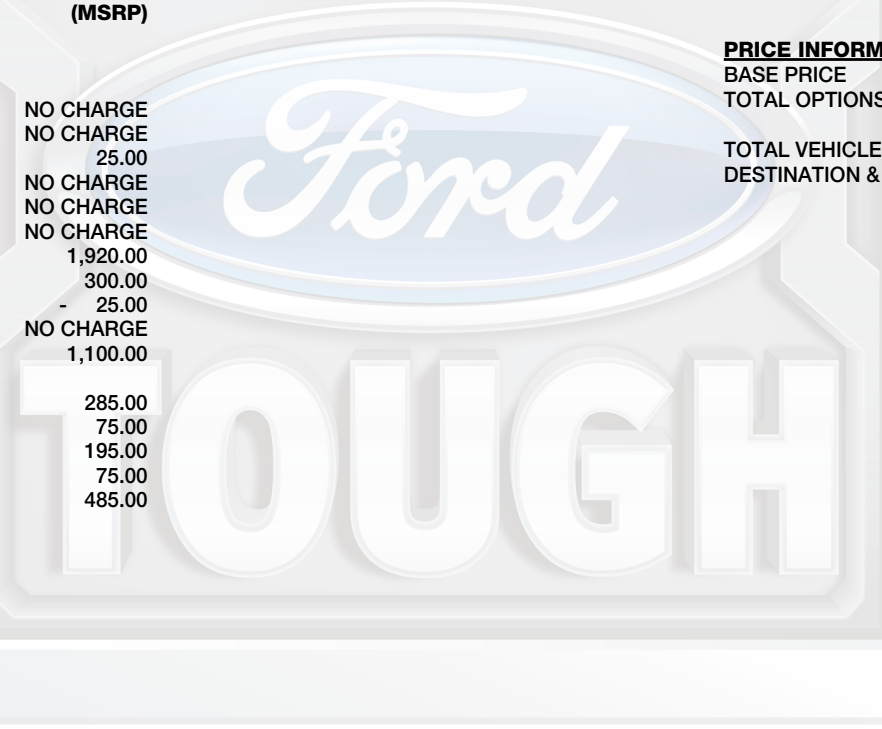 (MSRP)
NO CHARGE
NO CHARGE
25.00
NO CHARGE
NO CHARGE
NO CHARGE
1,920.00
300.00
- 25.00
NO CHARGE
1,100.00
285.00
75.00
195.00
75.00
485.00
PRICE INFORM
BASE PRICE
TOTAL OPTIONS
TOTAL VEHICLE
DESTINATION &
Ford
TOUGH